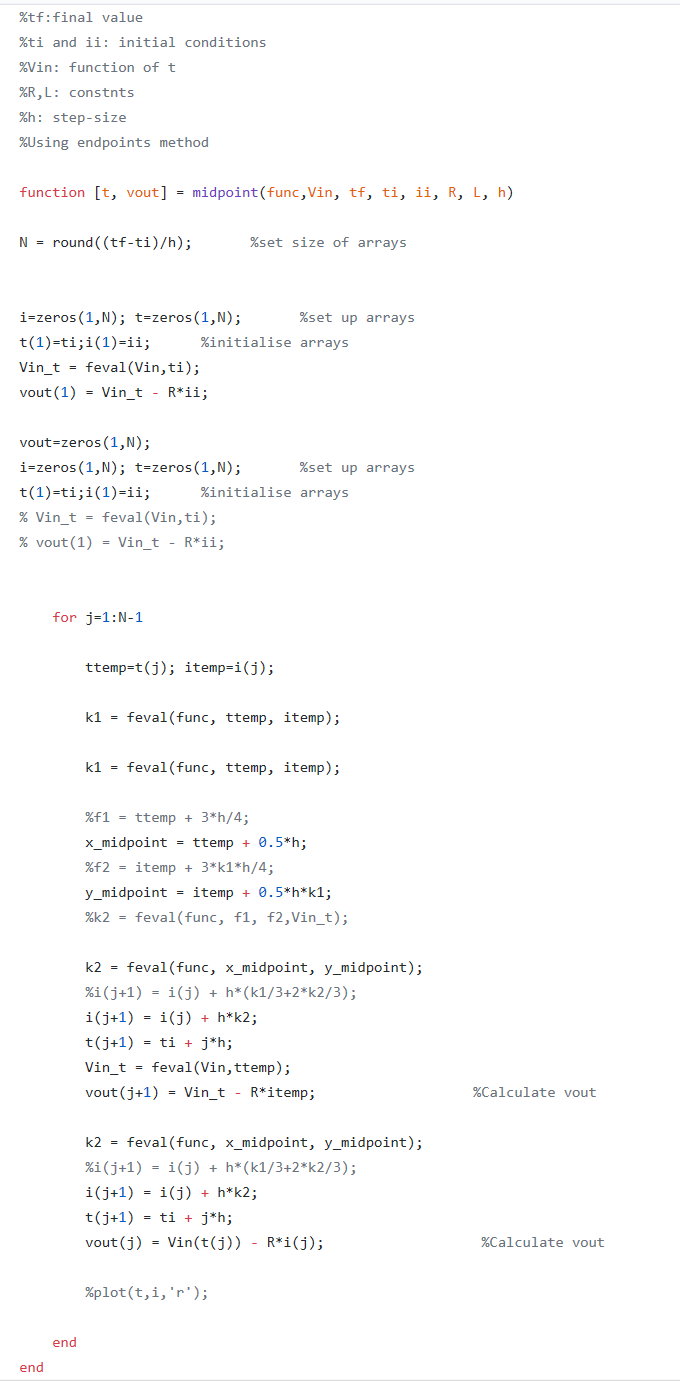 %tf:final value
%ti and ii: initial conditions
%Vin: function of t
%R,L: constnts
%h: step-size
%Using endpoints method
function [t, vout] = midpoint(func,Vin, tf, ti, ii, R, L, h)
N = round((tf-ti)/h);       %set size of arrays
i=zeros(1,N); t=zeros(1,N);       %set up arrays
t(1)=ti;i(1)=ii;      %initialise arrays
Vin_t = feval(Vin,ti);
vout(1) = Vin_t - R*ii;
vout=zeros(1,N);
i=zeros(1,N); t=zeros(1,N);       %set up arrays
t(1)=ti;i(1)=ii;      %initialise arrays
% Vin_t = feval(Vin,ti);
% vout(1) = Vin_t - R*ii;
    for j=1:N-1
        ttemp=t(j); itemp=i(j);
        k1 = feval(func, ttemp, itemp);
        k1 = feval(func, ttemp, itemp);
        %f1 = ttemp + 3*h/4;
        x_midpoint = ttemp + 0.5*h;
        %f2 = itemp + 3*k1*h/4;
        y_midpoint = itemp + 0.5*h*k1;
        %k2 = feval(func, f1, f2,Vin_t);
        k2 = feval(func, x_midpoint, y_midpoint);
        %i(j+1) = i(j) + h*(k1/3+2*k2/3);
        i(j+1) = i(j) + h*k2;
        t(j+1) = ti + j*h;
        Vin_t = feval(Vin,ttemp);
        vout(j+1) = Vin_t - R*itemp;                   %Calculate vout
        k2 = feval(func, x_midpoint, y_midpoint);
        %i(j+1) = i(j) + h*(k1/3+2*k2/3);
        i(j+1) = i(j) + h*k2;
        t(j+1) = ti + j*h;
        vout(j) = Vin(t(j)) - R*i(j);                   %Calculate vout
        %plot(t,i,'r');
    end
end